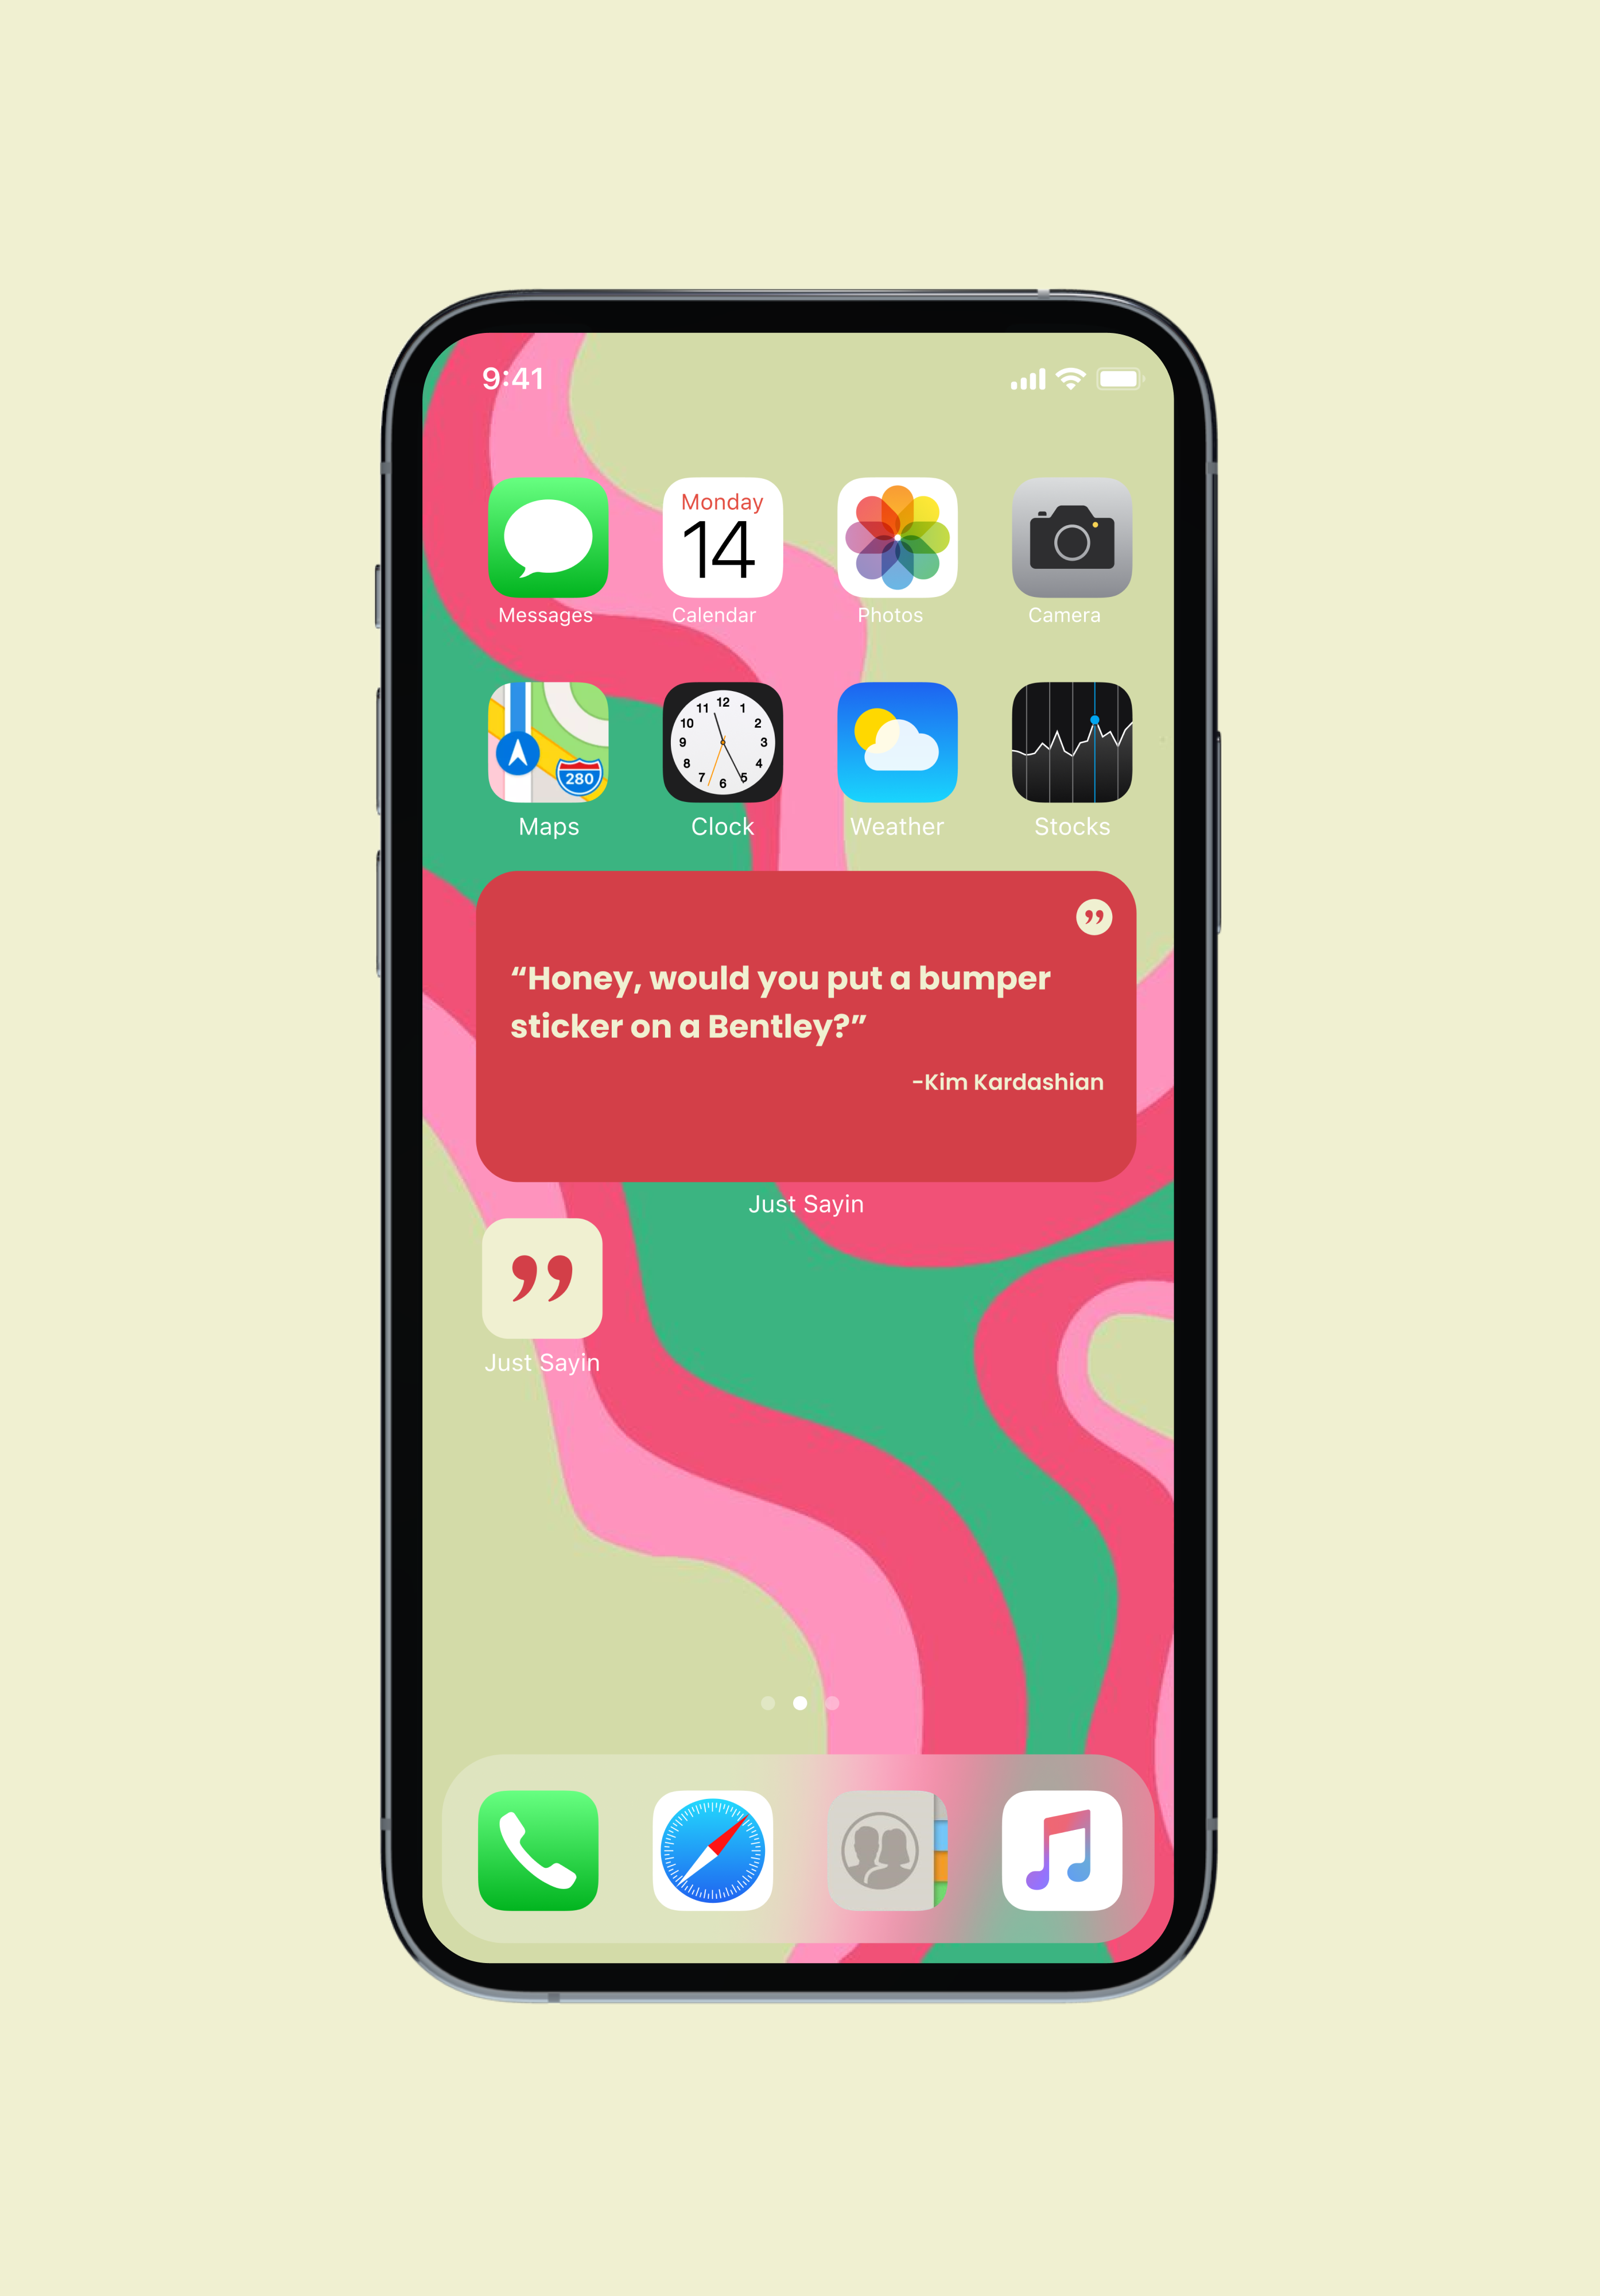 9:41
Monday
14
Messages Calendar Photos Camera
280
11 12 1
10 2
9 3
8 4
7 6 5
Maps Clock Weather Stocks
”
“Honey, would you put a bumper
sticker on a Bentley?”
-Kim Kardashian
Just Sayin
”
Just Sayin